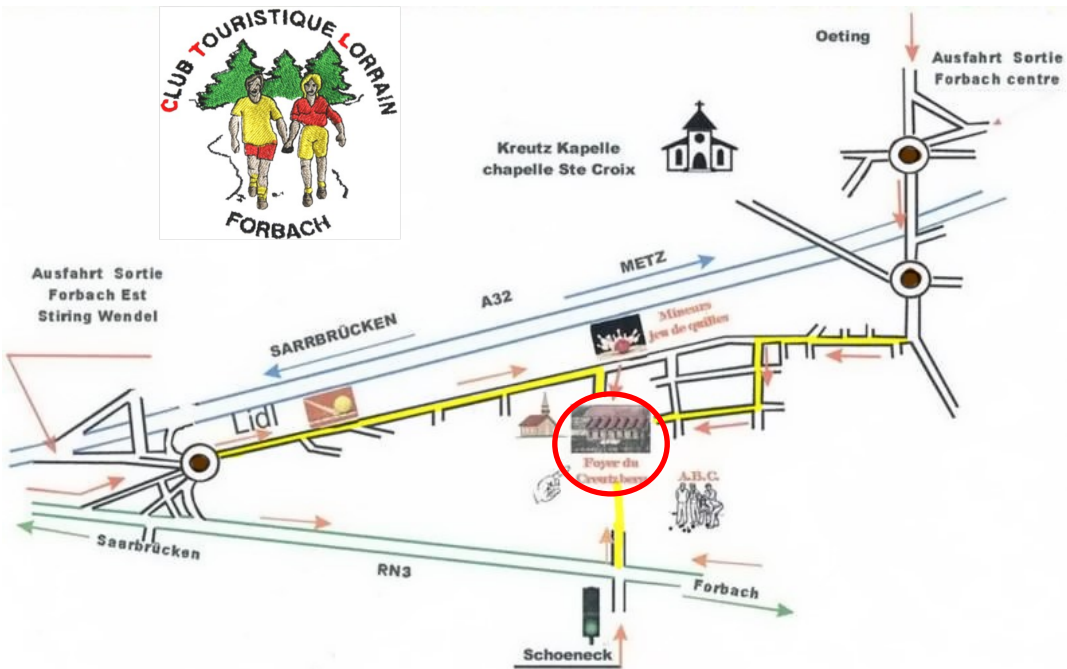 CLUB TOURISTIQUE LORRAIN
FORBACH
Oeting
Ausfahrt Sortie
Forbach centre
Kreutz Kapelle
chapelle Ste Croix
Ausfahrt Sortie
Forbach Est
Stiring Wendel
METZ
A32
SARRBRÜCKEN
Mineurs
jeu de quilles
Lidl
Foyer du
Creutzberg
A.B.C.
Saarbrücken
RN3
Forbach
Schoeneck